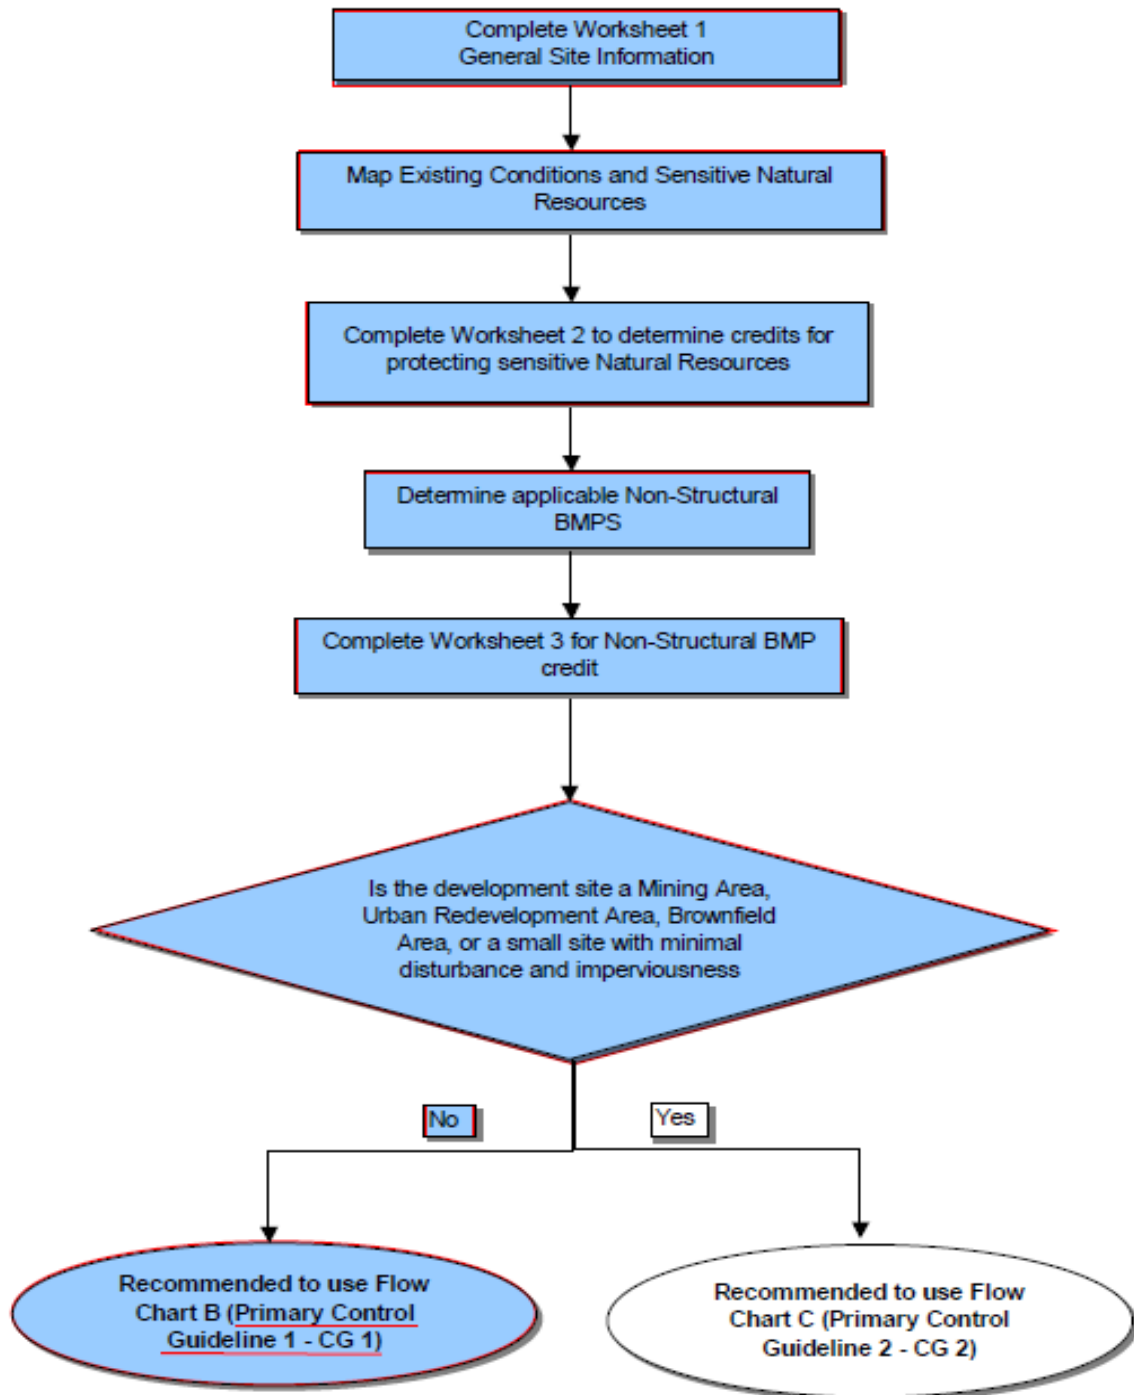 Complete Worksheet 1
General Site Information
Map Existing Conditions and Sensitive Natural
Resources
Complete Worksheet 2 to determine credits for
protecting sensitive Natural Resources
Determine applicable Non-Structural
BMPS
Complete Worksheet 3 for Non-Structural BMP
credit
Is the development site a Mining Area,
Urban Redevelopment Area, Brownfield
Area, or a small site with minimal
disturbance and imperviousness
No
Yes
Recommended to use Flow
Chart B (Primary Control
Guideline 1 - CG 1)
Recommended to use Flow
Chart C (Primary Control
Guideline 2 - CG 2)